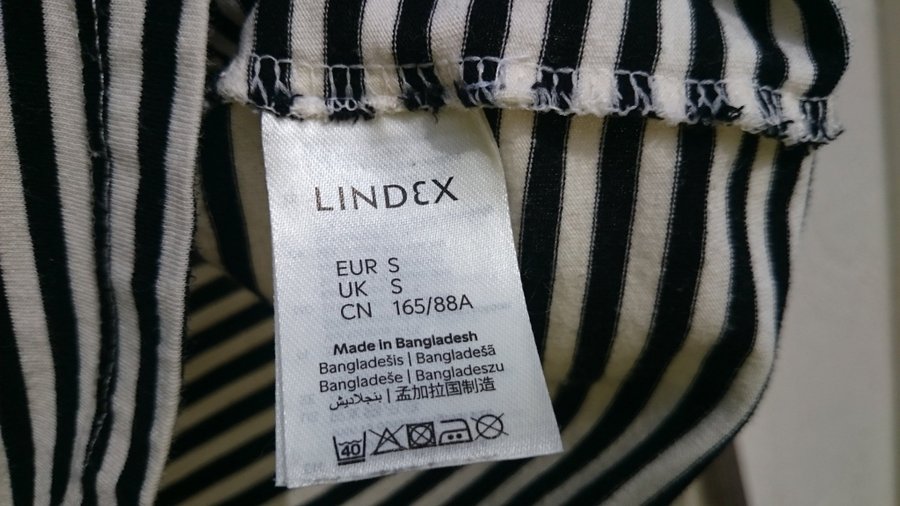 LINDEX
EUR S
UK S
CN 165/88A
Made in Bangladesh
Bangladešis | Bangladešā
Bangladeše | Bangladeszu
بنجلاديش | 孟加拉国制造
40